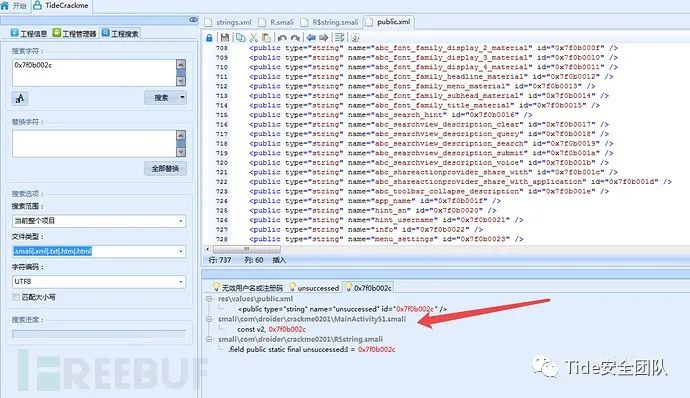 开始
TideCrackme
工程信息 工程管理器 工程搜索
搜索字符：
0x7f0b002c
搜索
替换字符：
全部替换
搜索选项：
搜索范围：
当前整个项目
文件类型：
.smali|.xml|.txt|.htm|.html
字符编码：
UTF8
匹配大小写
搜索进度：
strings.xml R.smali R$string.smali public.xml
708 <public type="string" name="abc_font_family_display_2_material" id="0x7f0b000f" />
709 <public type="string" name="abc_font_family_display_3_material" id="0x7f0b0010" />
710 <public type="string" name="abc_font_family_display_4_material" id="0x7f0b0011" />
711 <public type="string" name="abc_font_family_headline_material" id="0x7f0b0012" />
712 <public type="string" name="abc_font_family_menu_material" id="0x7f0b0013" />
713 <public type="string" name="abc_font_family_subhead_material" id="0x7f0b0014" />
714 <public type="string" name="abc_font_family_title_material" id="0x7f0b0015" />
715 <public type="string" name="abc_search_hint" id="0x7f0b0016" />
716 <public type="string" name="abc_searchview_description_clear" id="0x7f0b0017" />
717 <public type="string" name="abc_searchview_description_query" id="0x7f0b0018" />
718 <public type="string" name="abc_searchview_description_search" id="0x7f0b0019" />
719 <public type="string" name="abc_searchview_description_submit" id="0x7f0b001a" />
720 <public type="string" name="abc_searchview_description_voice" id="0x7f0b001b" />
721 <public type="string" name="abc_shareactionprovider_share_with" id="0x7f0b001c" />
722 <public type="string" name="abc_shareactionprovider_share_with_application" id="0x7f0b001d" />
723 <public type="string" name="abc_toolbar_collapse_description" id="0x7f0b001e" />
724 <public type="string" name="app_name" id="0x7f0b001f" />
725 <public type="string" name="hint_sn" id="0x7f0b0020" />
726 <public type="string" name="hint_username" id="0x7f0b0021" />
727 <public type="string" name="info" id="0x7f0b0022" />
728 <public type="string" name="menu_settings" id="0x7f0b0023" />
行: 737 列: 60 插入
无效用户名或注册码 unsuccessed 0x7f0b002c
res\values\public.xml
<public type="string" name="unsuccessed" id="0x7f0b002c" />
smali\com\droider\crackme0201\MainActivity$1.smali
const v2, 0x7f0b002c
smali\com\droider\crackme0201\R$string.smali
.field public static final unsuccessed:I = 0x7f0b002c
FREEBUF
Tide安全团队